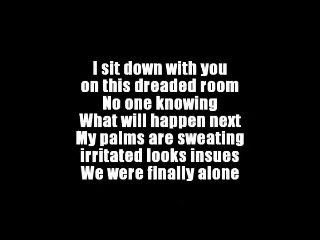 I sit down with you
on this dreaded room
No one knowing
What will happen next
My palms are sweating
irritated looks insues
We were finally alone